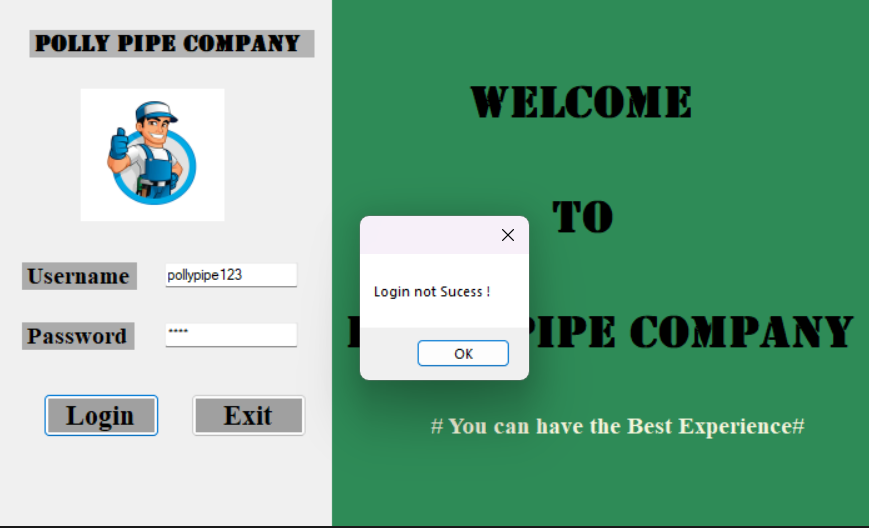 POLLY PIPE COMPANY
Username
pollypipe123
Password
****
Login
Exit
WELCOME
TO
PIPE COMPANY
# You can have the Best Experience#
Login not Sucess !
OK